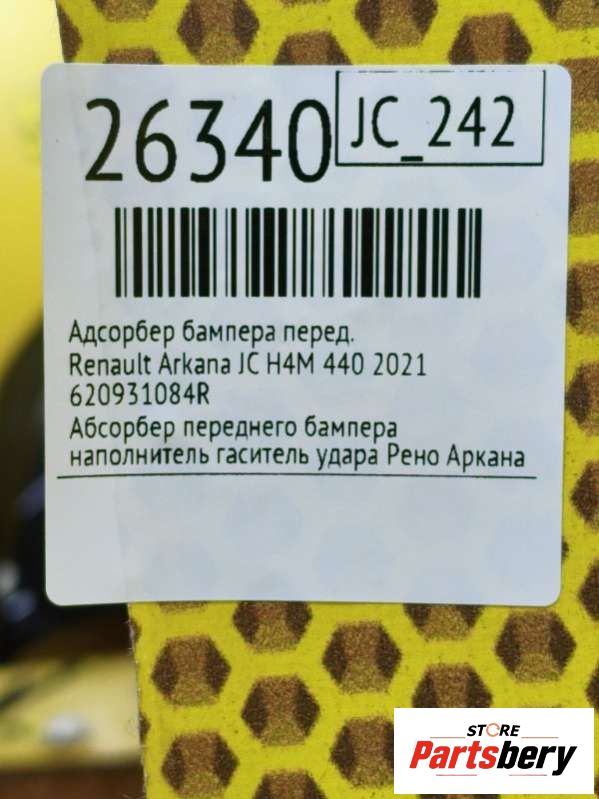 26340
JC_242
Адсорбер бампера перед.
Renault Arkana JC H4M 440 2021
620931084R
Абсорбер переднего бампера
наполнитель гаситель удара Рено Аркана
STORE
Partsbery